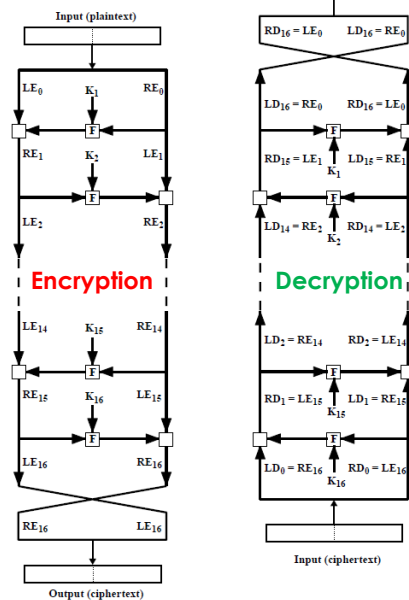 Input (plaintext)
LE0 K1 RE0
F
RE1 K2 LE1
F
LE2 RE2
Encryption
LE14 K15 RE14
F
RE15 K16 LE15
F
LE16 RE16
RE16 LE16
Output (ciphertext)
RD16 = LE0 LD16 = RE0
LD16 = RE0 RD16 = LE0
F
RD15 = LE1 LD15 = RE1
K1
F
LD14 = RE2 RD14 = LE2
K2
Decryption
LD2 = RE14 RD2 = LE14
F
RD1 = LE15 LD1 = RE15
K15
F
LD0 = RE16 RD0 = LE16
K16
Input (ciphertext)